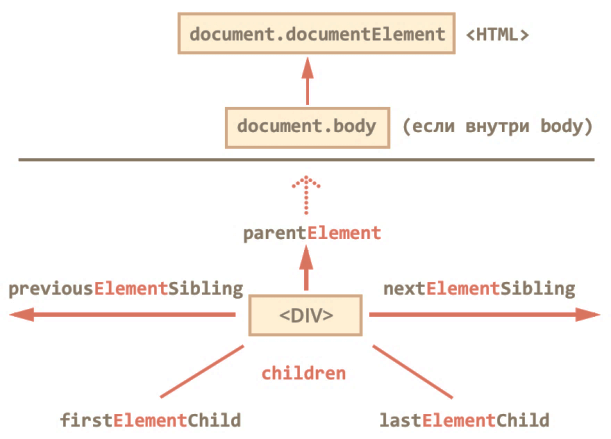 document.documentElement <HTML>
document.body (если внутри body)
parentElement
previousElementSibling nextElementSibling
<DIV>
children
firstElementChild lastElementChild